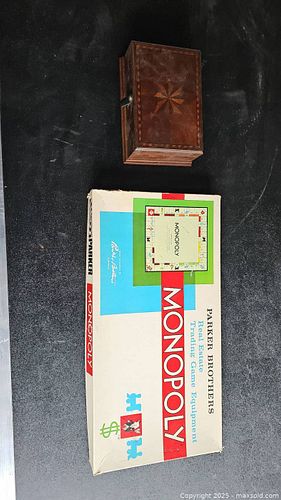 PARKER BROTHERS
Real Estate
Trading Game Equipment
MONOPOLY
MONOPOLY
PARKER
MONOPOLY
$
Copyright ©2025 - maxsold.com